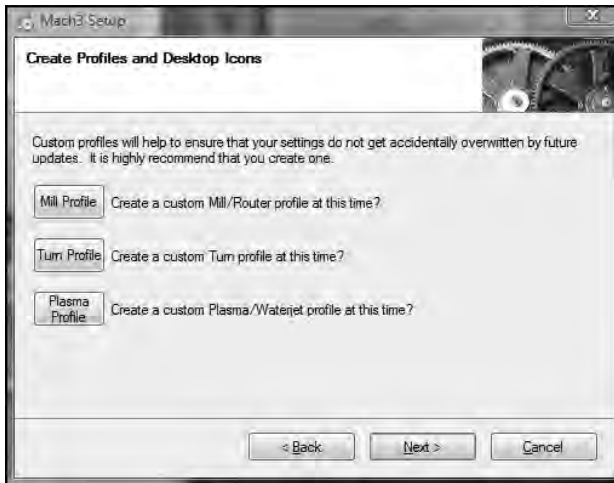 Mach3 Setup
Create Profiles and Desktop Icons
Custom profiles will help to ensure that your settings do not get accidentally overwritten by future
updates. It is highly recommend that you create one.
Mill Profile Create a custom Mill/Router profile at this time?
Turn Profile Create a custom Turn profile at this time?
Plasma
Profile Create a custom Plasma/Waterjet profile at this time?
< Back Next > Cancel